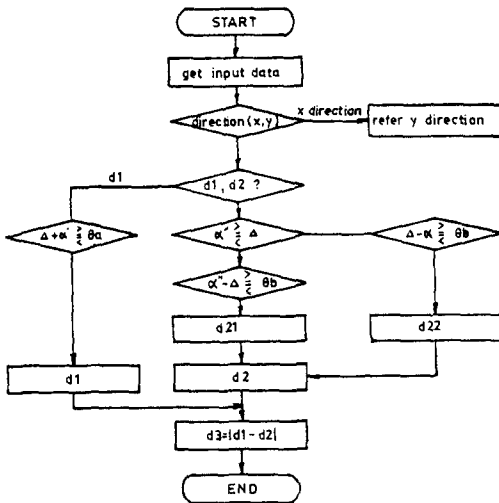 START
get input data
direction(x,y)
x direction
refer y direction
d1
d1, d2 ?
Δ+α' ≧< θa
α'' ≧< Δ
Δ-α' ≧< θb
α''-Δ ≧< θb
d21
d22
d1
d2
d3=|d1-d2|
END